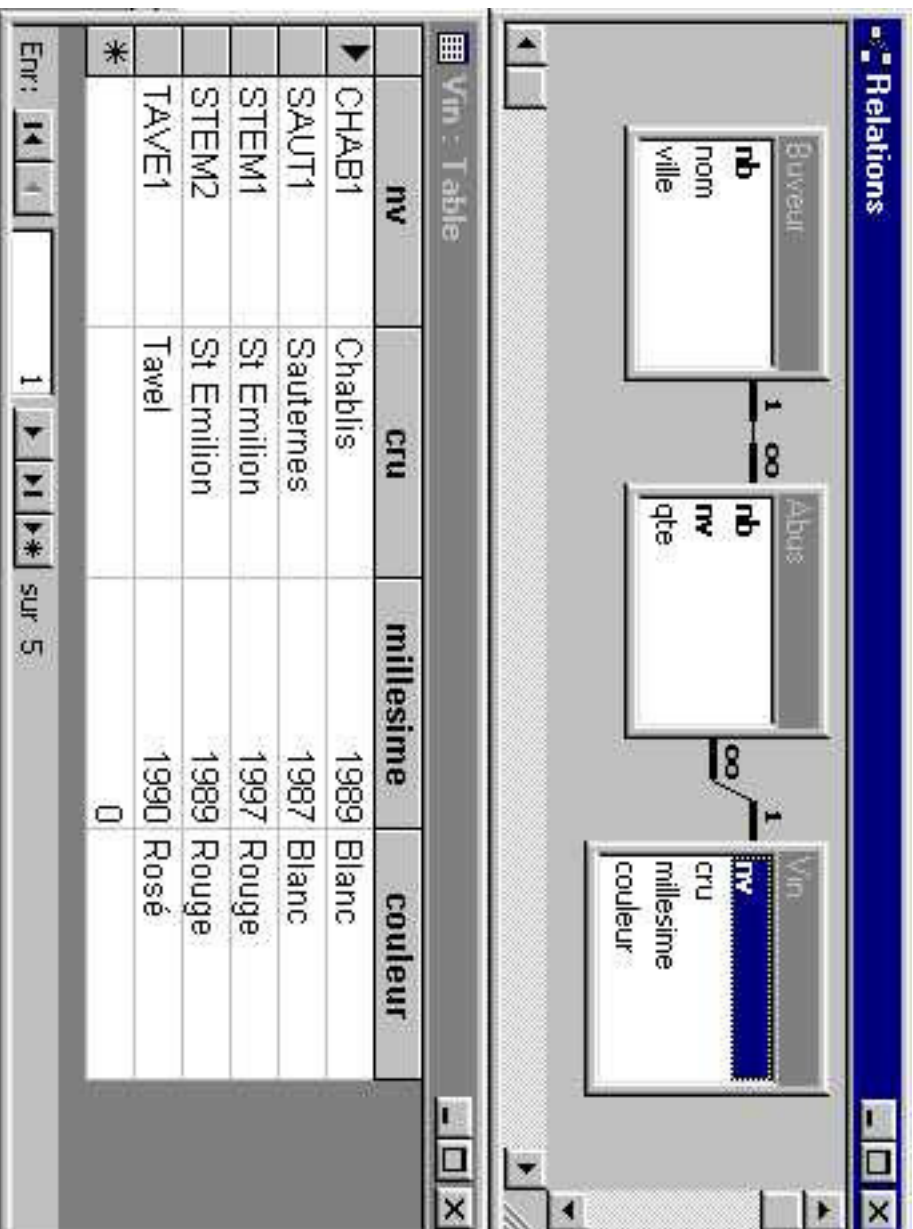 Relations
Buveur
nb
nom
ville
1 ∞
Abus
nb
nv
qte
∞ 1
Vin
nv
cru
millesime
couleur
Vin : Table
nv cru millesime couleur
CHAB1 Chablis 1989 Blanc
SAUT1 Sauternes 1987 Blanc
STEM1 St Emilion 1997 Rouge
STEM2 St Emilion 1989 Rouge
TAVE1 Tavel 1990 Rosé
* 0
Enr: 1 sur 5